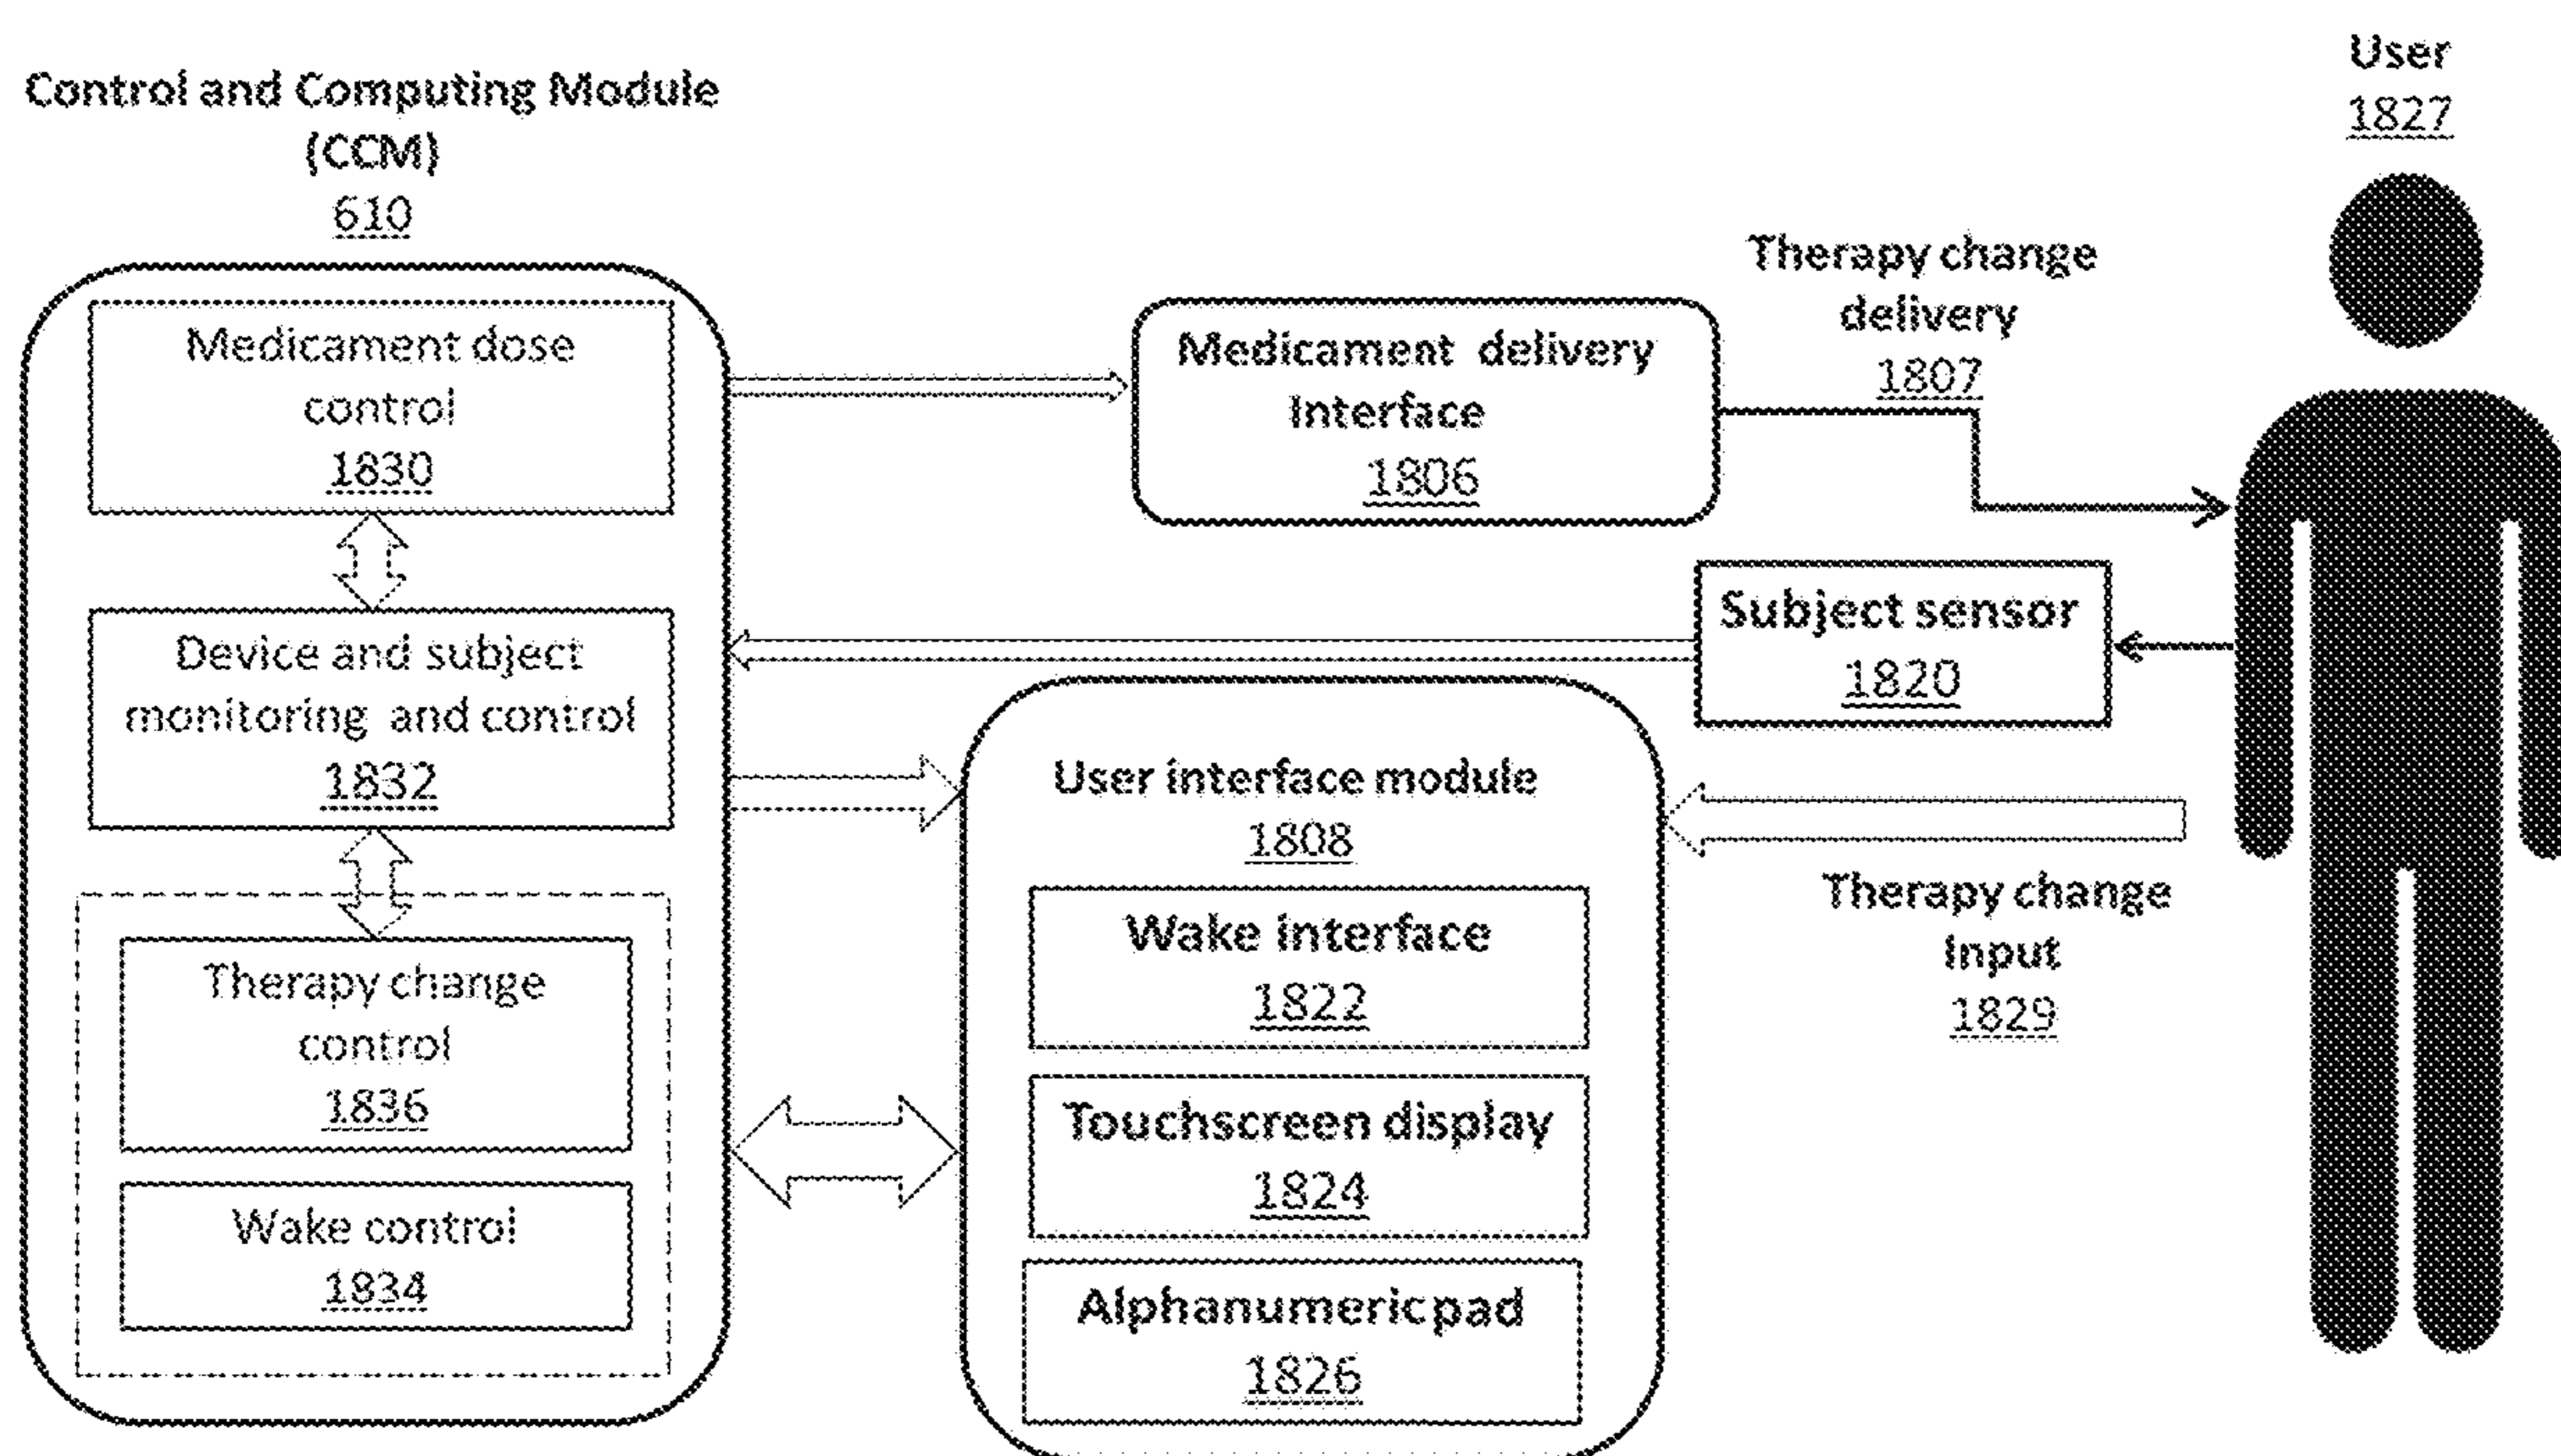 Control and Computing Module
(CCM)
610
Medicament dose
control
1830
Device and subject
monitoring and control
1832
Therapy change
control
1836
Wake control
1834
Medicament delivery
Interface
1806
Therapy change
delivery
1807
User
1827
Subject sensor
1820
User interface module
1808
Wake interface
1822
Touchscreen display
1824
Alphanumeric pad
1826
Therapy change
Input
1829